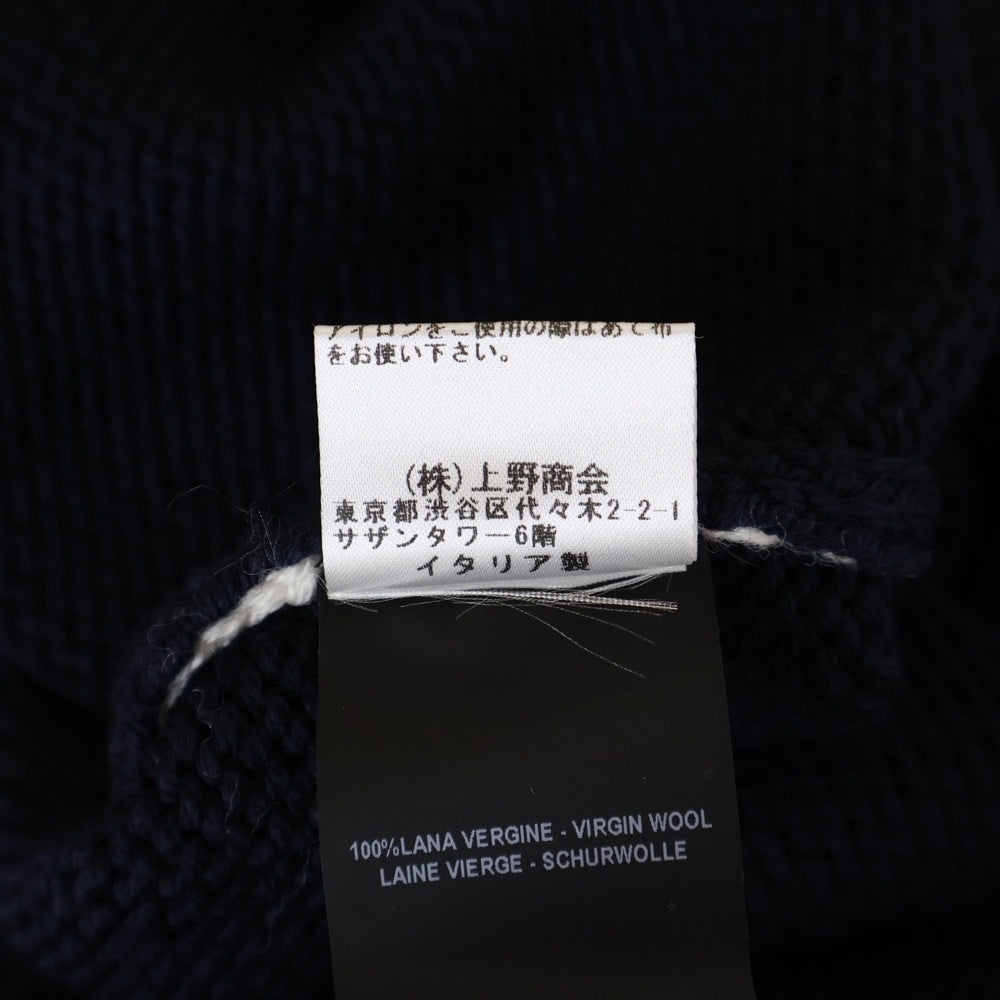 アイロンをご使用の際はあて布
をお使い下さい。
(株)上野商会
東京都渋谷区代々木2-2-1
サザンタワー6階
イタリア製
100%LANA VERGINE - VIRGIN WOOL
LAINE VIERGE - SCHURWOLLE